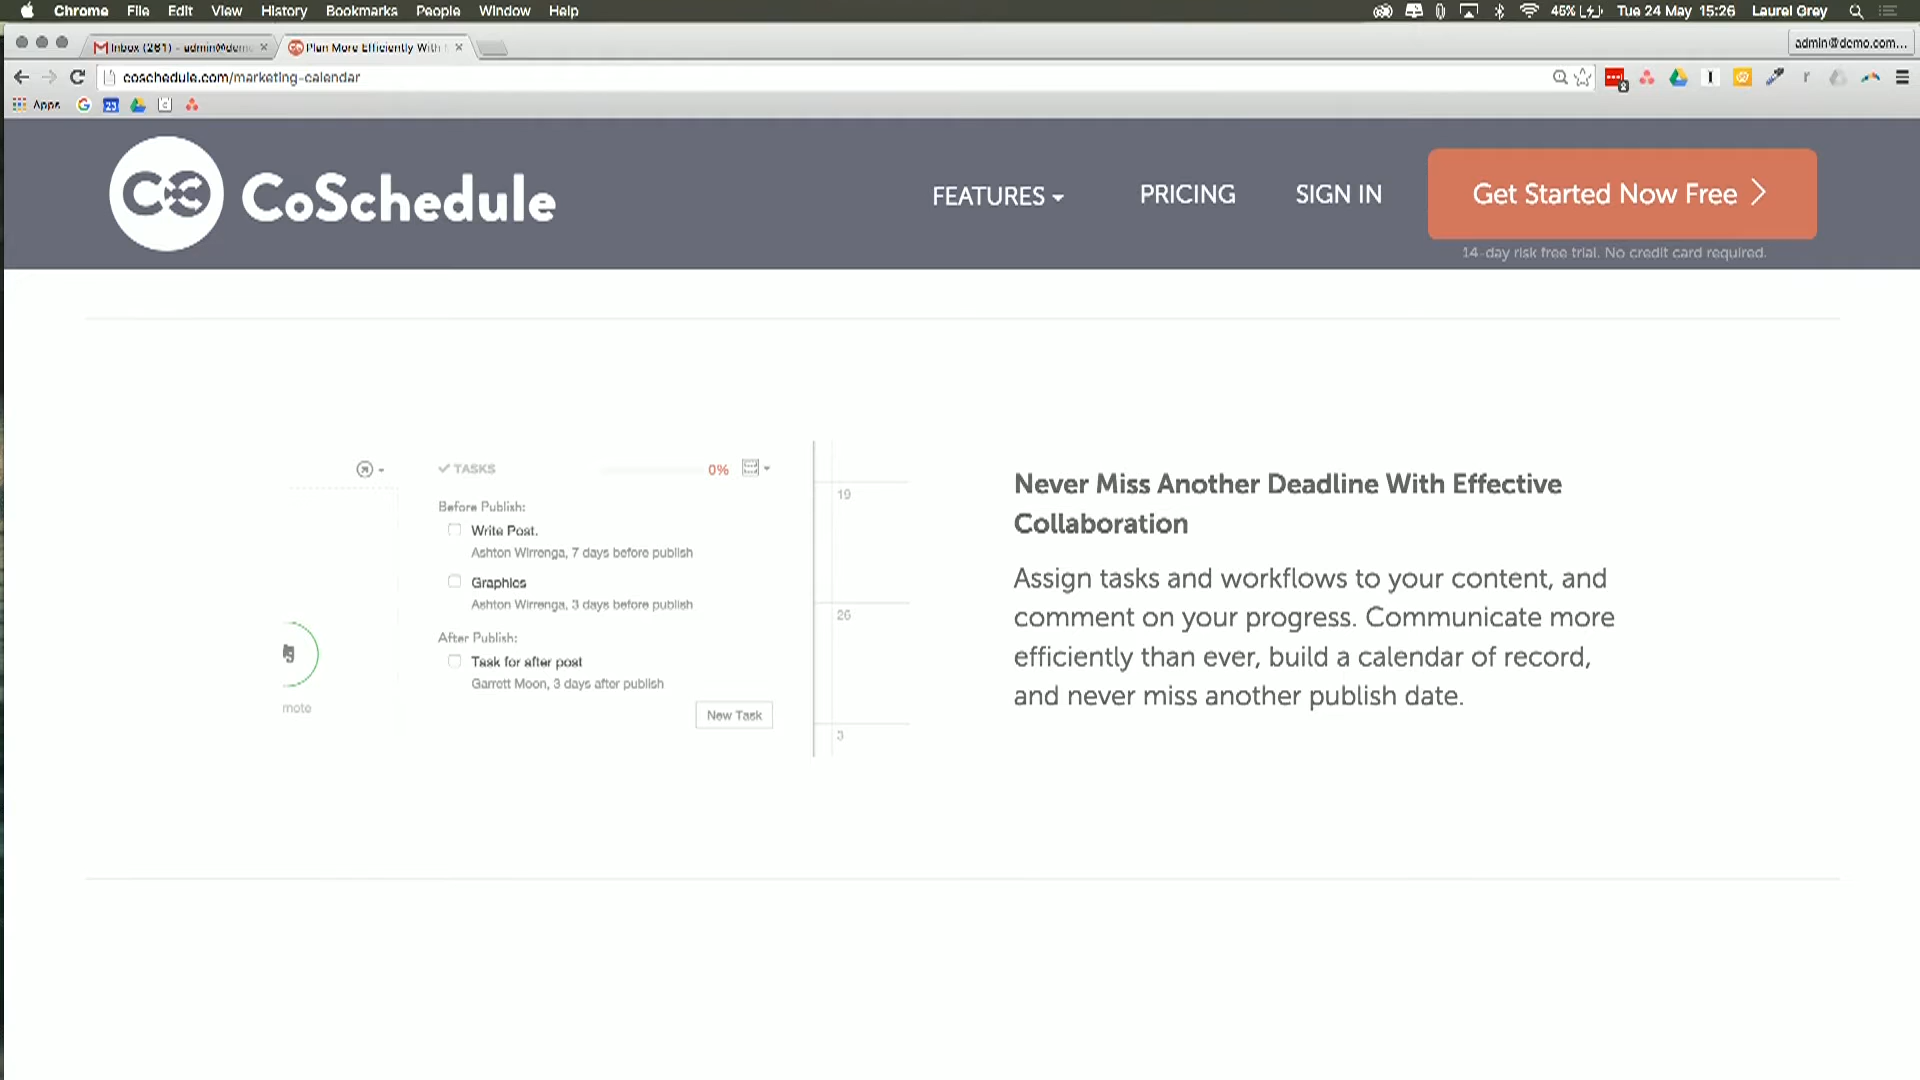 Chrome File Edit View History Bookmarks People Window Help
45% Tue 24 May 15:26 Laurel Grey
Inbox (261) - admin@demo.
Plan More Efficiently With
admin@demo.com...
coschedule.com/marketing-calendar
Apps
23
CoSchedule
FEATURES
PRICING
SIGN IN
Get Started Now Free
14-day risk free trial. No credit card required.
TASKS
0%
Before Publish:
Write Post.
Ashton Wirrenga, 7 days before publish
Graphics
Ashton Wirrenga, 3 days before publish
After Publish:
Task for after post
Garrett Moon, 3 days after publish
New Task
mote
19
26
3
Never Miss Another Deadline With Effective
Collaboration
Assign tasks and workflows to your content, and
comment on your progress. Communicate more
efficiently than ever, build a calendar of record,
and never miss another publish date.